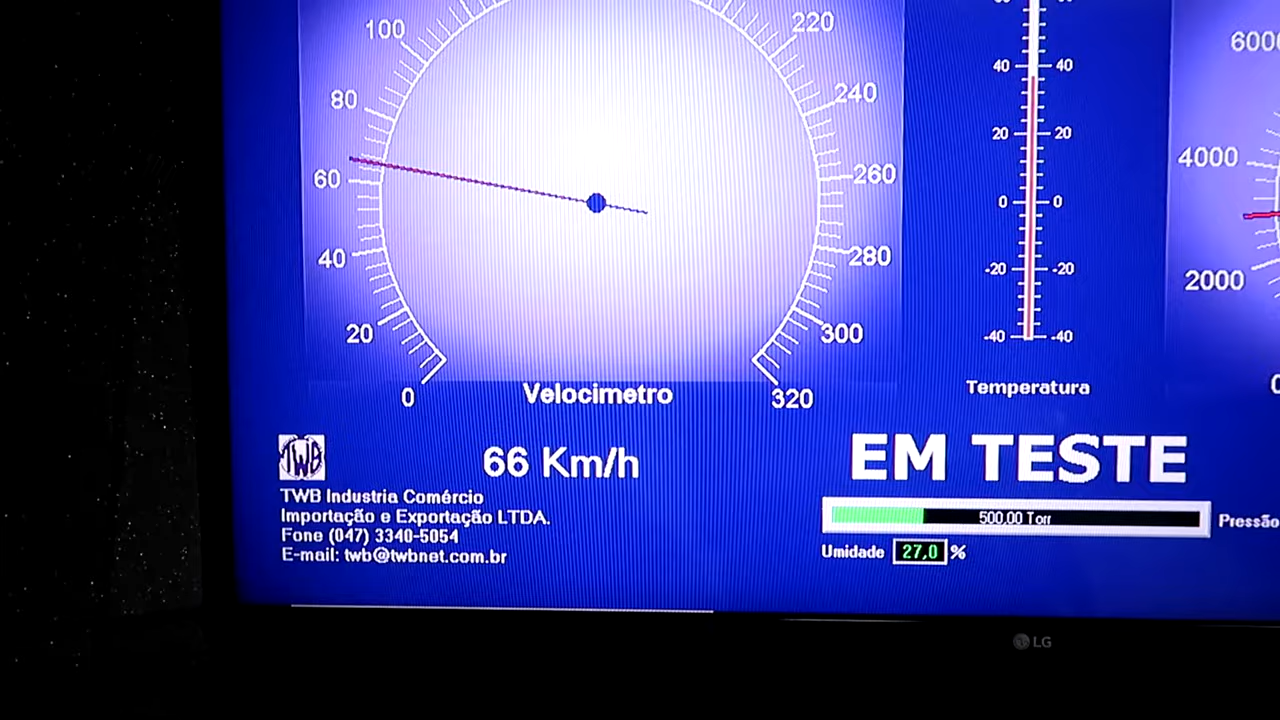 100
80
60
40
20
0
220
240
260
280
300
320
Velocimetro
66 Km/h
40 40
20 20
0 0
-20 -20
-40 -40
Temperatura
6000
4000
2000
TWB
TWB Industria Comércio
Importação e Exportação LTDA.
Fone (047) 3340-5054
E-mail: twb@twbnet.com.br
EM TESTE
500,00 Torr
Pressão
Umidade 27,0 %
LG